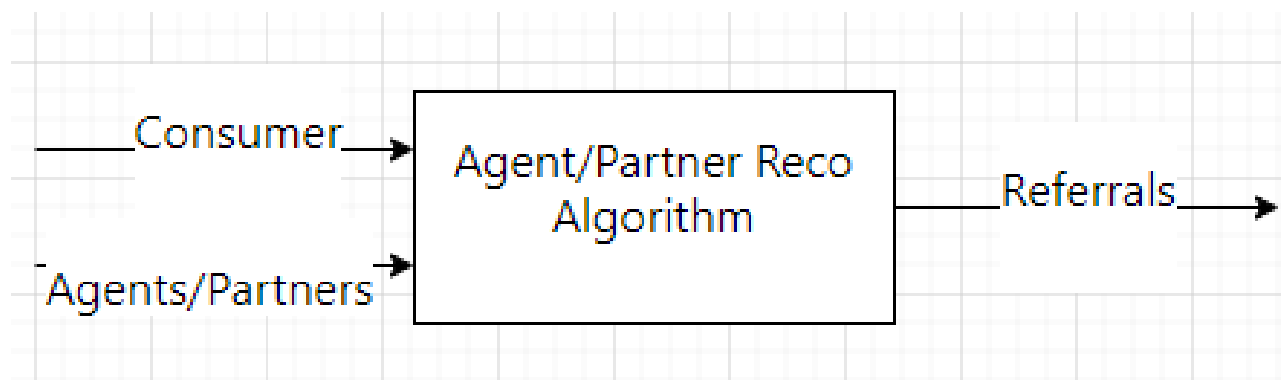 Consumer
Agent/Partner Reco
Algorithm
Referrals
Agents/Partners